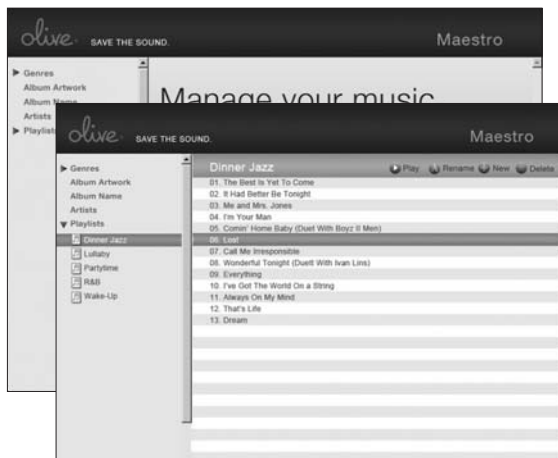 olive. SAVE THE SOUND. Maestro
Genres
Album Artwork
Album Name
Artists
Playlists
Manage your music
olive. SAVE THE SOUND. Maestro
Genres
Album Artwork
Album Name
Artists
Playlists
Dinner Jazz
Lullaby
Partytime
R&B
Wake-Up
Dinner Jazz Play Rename New Delete
01. The Best Is Yet To Come
02. It Had Better Be Tonight
03. Me and Mrs. Jones
04. I'm Your Man
05. Comin' Home Baby (Duet With Boyz II Men)
06. Lost
07. Call Me Irresponsible
08. Wonderful Tonight (Duett With Ivan Lins)
09. Everything
10. I've Got The World On a String
11. Always On My Mind
12. That's Life
13. Dream